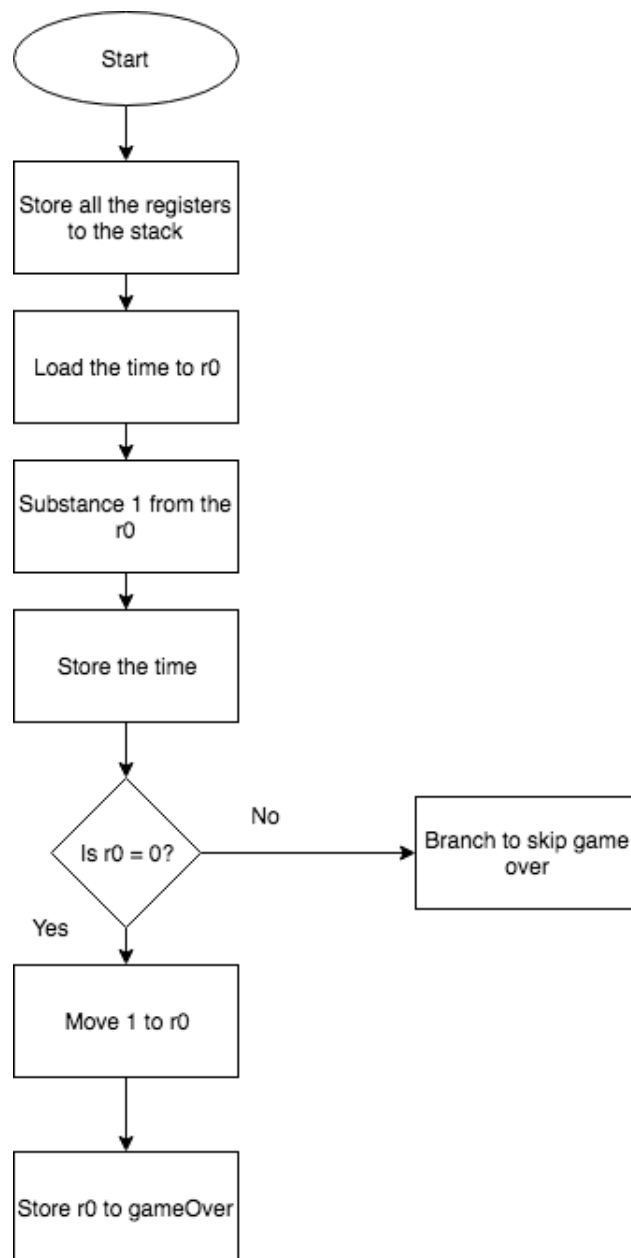 Start
Store all the registers
to the stack
Load the time to r0
Substance 1 from the
r0
Store the time
Is r0 = 0?
No
Branch to skip game
over
Yes
Move 1 to r0
Store r0 to gameOver